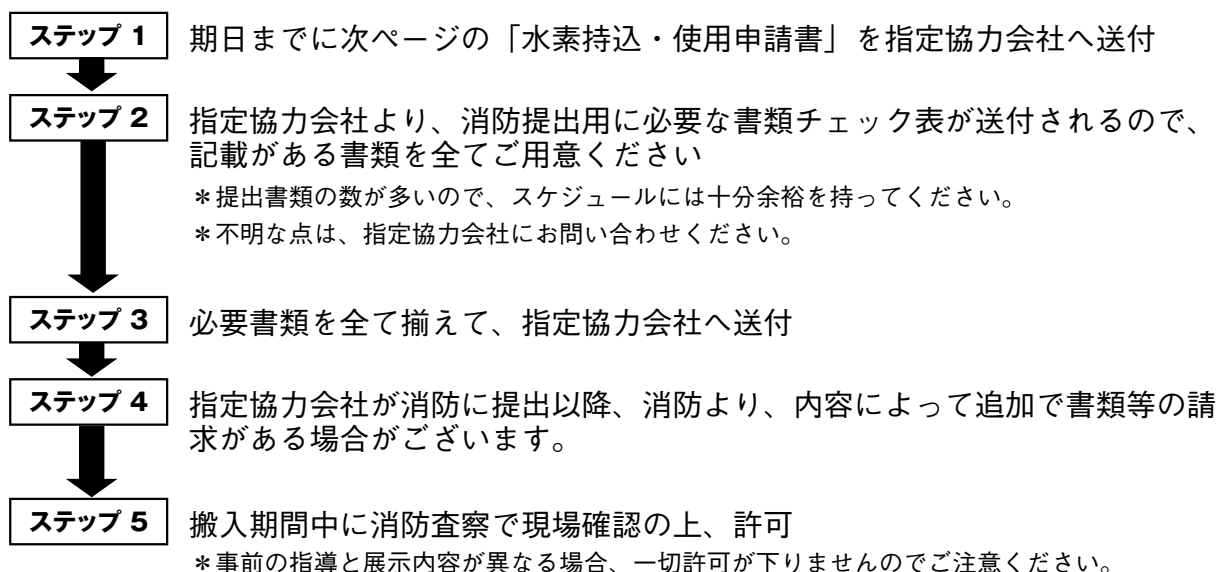 ステップ 1
期日までに次ページの「水素持込・使用申請書」を指定協力会社へ送付
ステップ 2
指定協力会社より、消防提出用に必要な書類チェック表が送付されるので、
記載がある書類を全てご用意ください
＊提出書類の数が多いので、スケジュールには十分余裕を持ってください。
＊不明な点は、指定協力会社にお問い合わせください。
ステップ 3
必要書類を全て揃えて、指定協力会社へ送付
ステップ 4
指定協力会社が消防に提出以降、消防より、内容によって追加で書類等の請
求がある場合がございます。
ステップ 5
搬入期間中に消防査察で現場確認の上、許可
＊事前の指導と展示内容が異なる場合、一切許可が下りませんのでご注意ください。